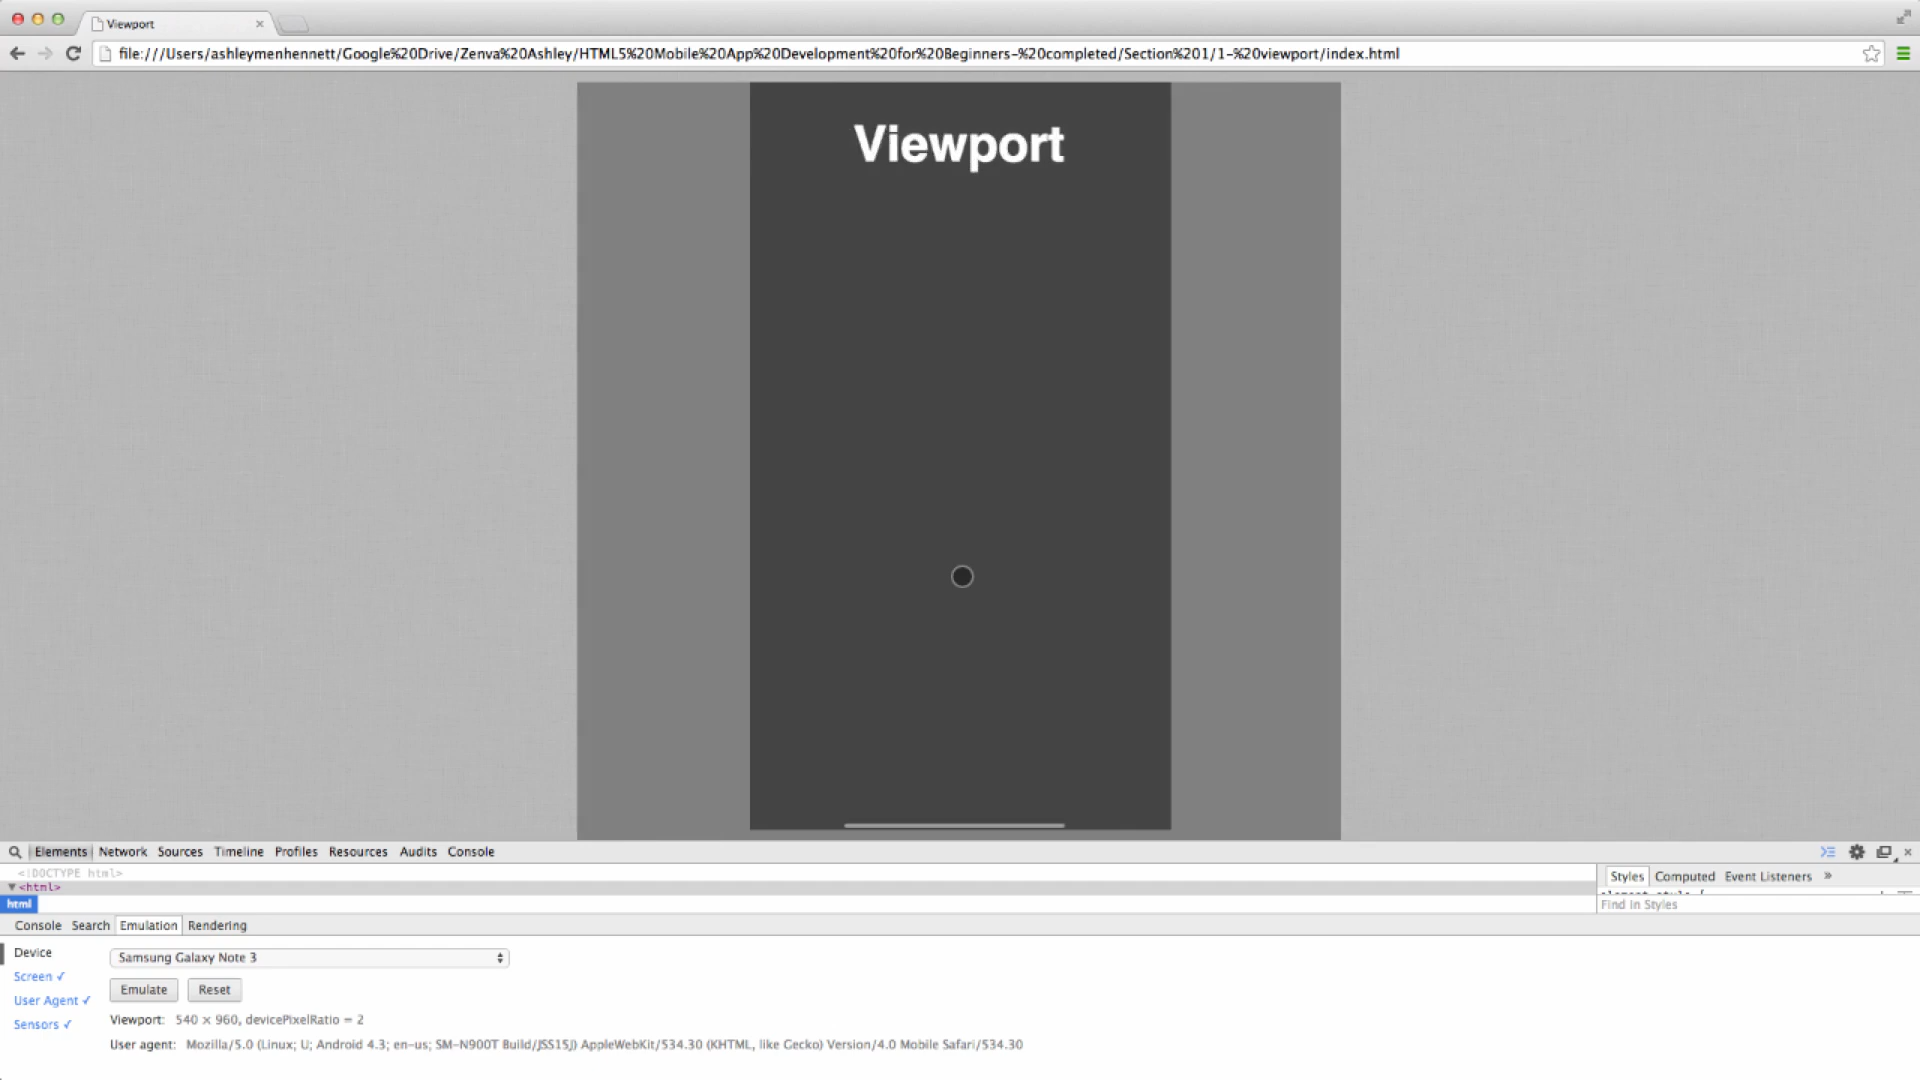 Viewport
file:///Users/ashleymenhennett/Google%20Drive/Zenva%20Ashley/HTML5%20Mobile%20App%20Development%20for%20Beginners-%20completed/Section%201/1-%20viewport/index.html
Viewport
Elements Network Sources Timeline Profiles Resources Audits Console
<!DOCTYPE html>
<html>
html
Styles Computed Event Listeners »
element.style {
Find in Styles
Console Search Emulation Rendering
Device
Screen ✓
User Agent ✓
Sensors ✓
Samsung Galaxy Note 3
Emulate Reset
Viewport: 540 × 960, devicePixelRatio = 2
User agent: Mozilla/5.0 (Linux; U; Android 4.3; en-us; SM-N900T Build/JSS15J) AppleWebKit/534.30 (KHTML, like Gecko) Version/4.0 Mobile Safari/534.30